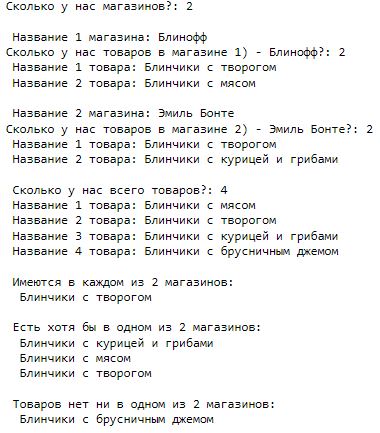 Сколько у нас магазинов?: 2
Название 1 магазина: Блинофф
Сколько у нас товаров в магазине 1) - Блинофф?: 2
Название 1 товара: Блинчики с творогом
Название 2 товара: Блинчики с мясом
Название 2 магазина: Эмиль Бонте
Сколько у нас товаров в магазине 2) - Эмиль Бонте?: 2
Название 1 товара: Блинчики с творогом
Название 2 товара: Блинчики с курицей и грибами
Сколько у нас всего товаров?: 4
Название 1 товара: Блинчики с мясом
Название 2 товара: Блинчики с творогом
Название 3 товара: Блинчики с курицей и грибами
Название 4 товара: Блинчики с брусничным джемом
Имеются в каждом из 2 магазинов:
Блинчики с творогом
Есть хотя бы в одном из 2 магазинов:
Блинчики с курицей и грибами
Блинчики с мясом
Блинчики с творогом
Товаров нет ни в одном из 2 магазинов:
Блинчики с брусничным джемом